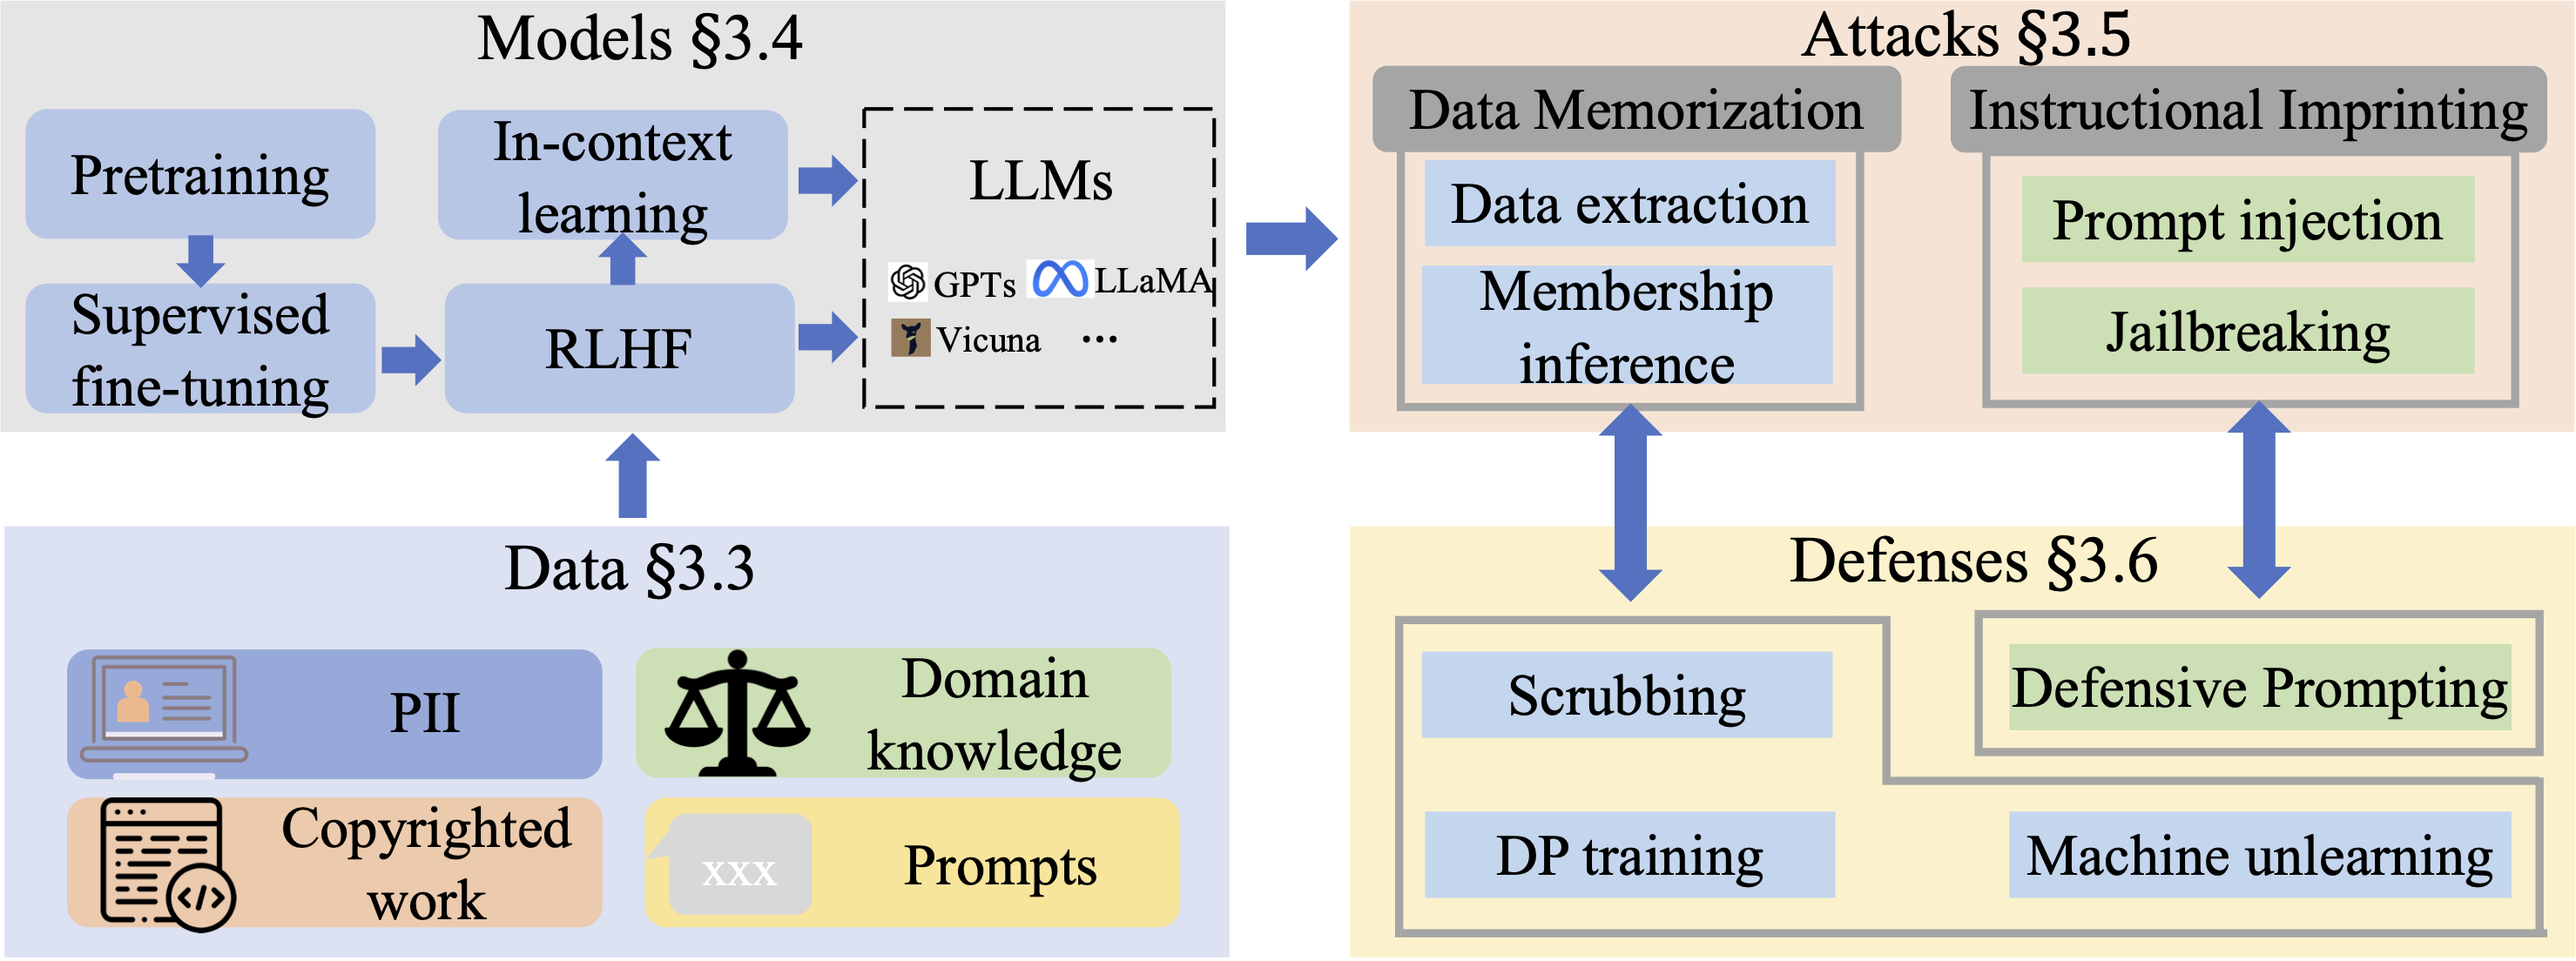 Models §3.4
Pretraining
In-context
learning
Supervised
fine-tuning
RLHF
LLMs
GPTs
LLaMA
Vicuna
...
Attacks §3.5
Data Memorization
Data extraction
Membership
inference
Instructional Imprinting
Prompt injection
Jailbreaking
Data §3.3
PII
Domain
knowledge
Copyrighted
work
</>
xxx
Prompts
Defenses §3.6
Scrubbing
Defensive Prompting
DP training
Machine unlearning